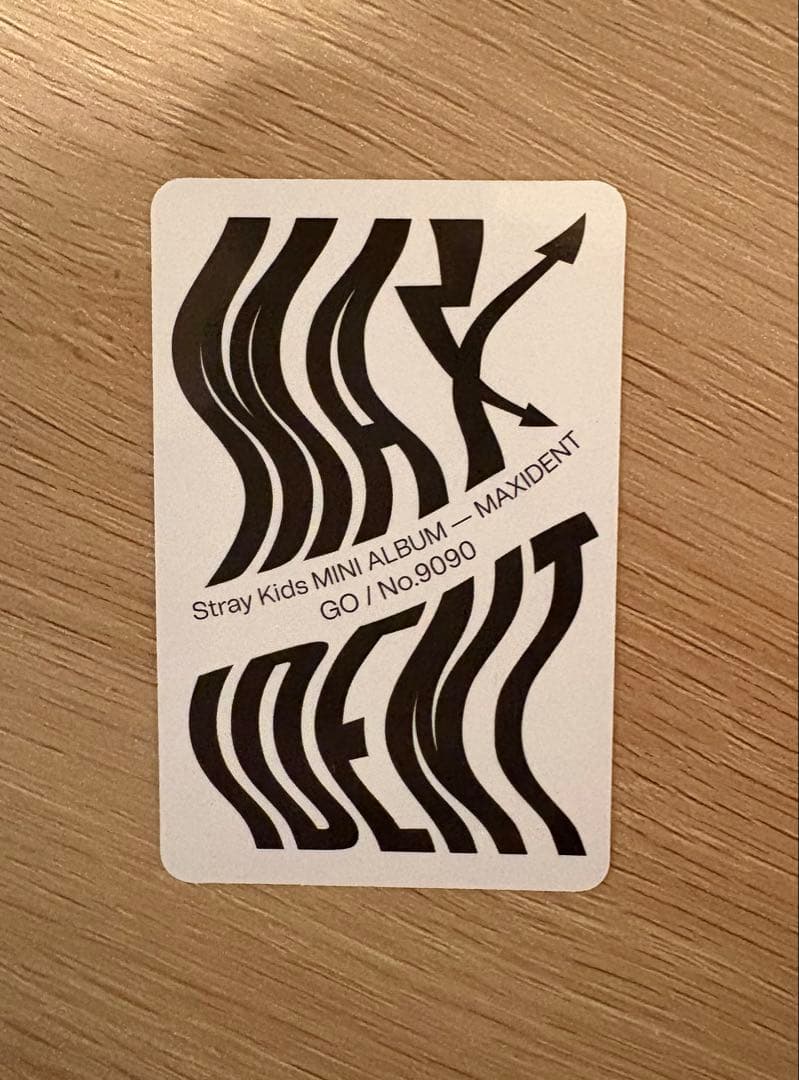 MAX
Stray Kids MINI ALBUM — MAXIDENT
GO / No.9090
IDENT